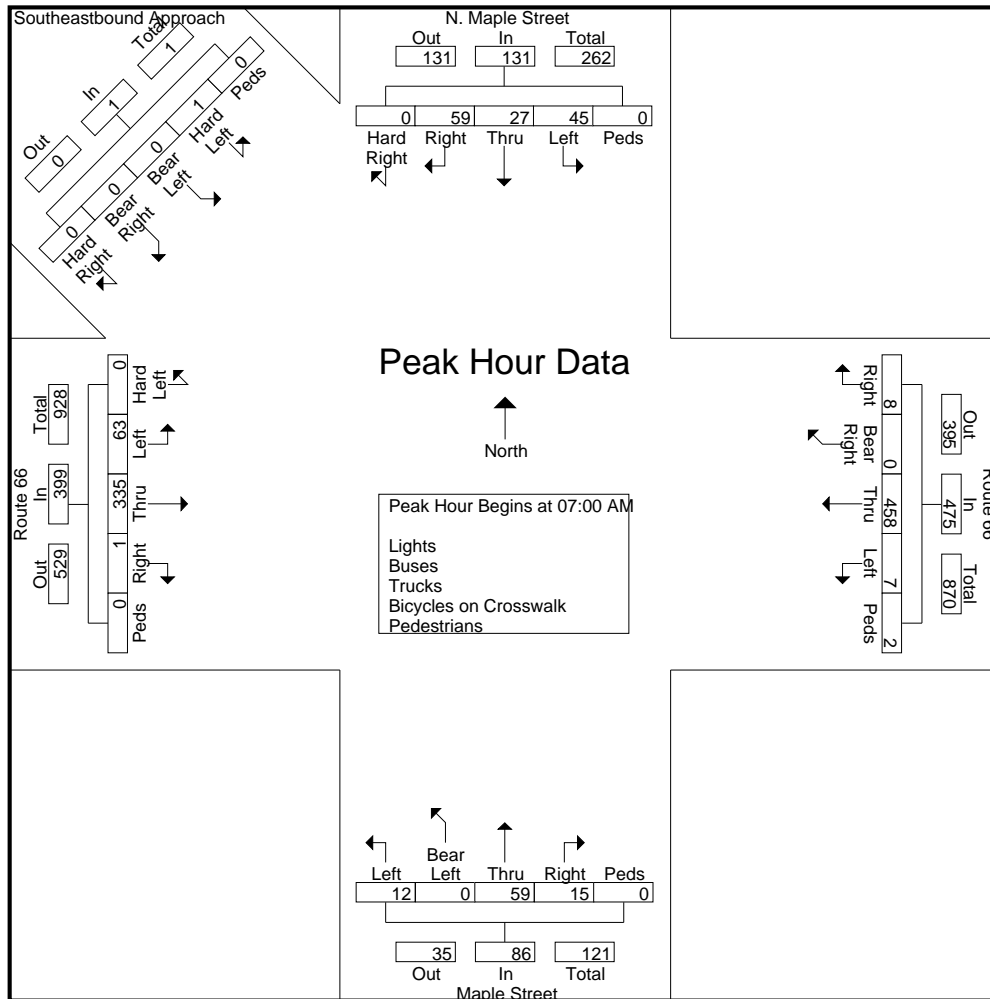 Southeastbound Approach
Total
1
In
1
Out
0
0 1 0 0 0
Peds
Hard Left
Bear Left
Bear Right
Hard Right
N. Maple Street
Out In Total
131 131 262
0 59 27 45 0
Hard Right Right Thru Left Peds
Peak Hour Data
North
Peak Hour Begins at 07:00 AM
Lights
Buses
Trucks
Bicycles on Crosswalk
Pedestrians
Route 66
Total In Out
928 399 529
0 63 335 1 0
Hard Left Left Thru Right Peds
Route 66
Out In Total
395 475 870
8 0 458 7 2
Right Bear Right Thru Left Peds
Left Bear Left Thru Right Peds
12 0 59 15 0
35 86 121
Out In Total
Maple Street